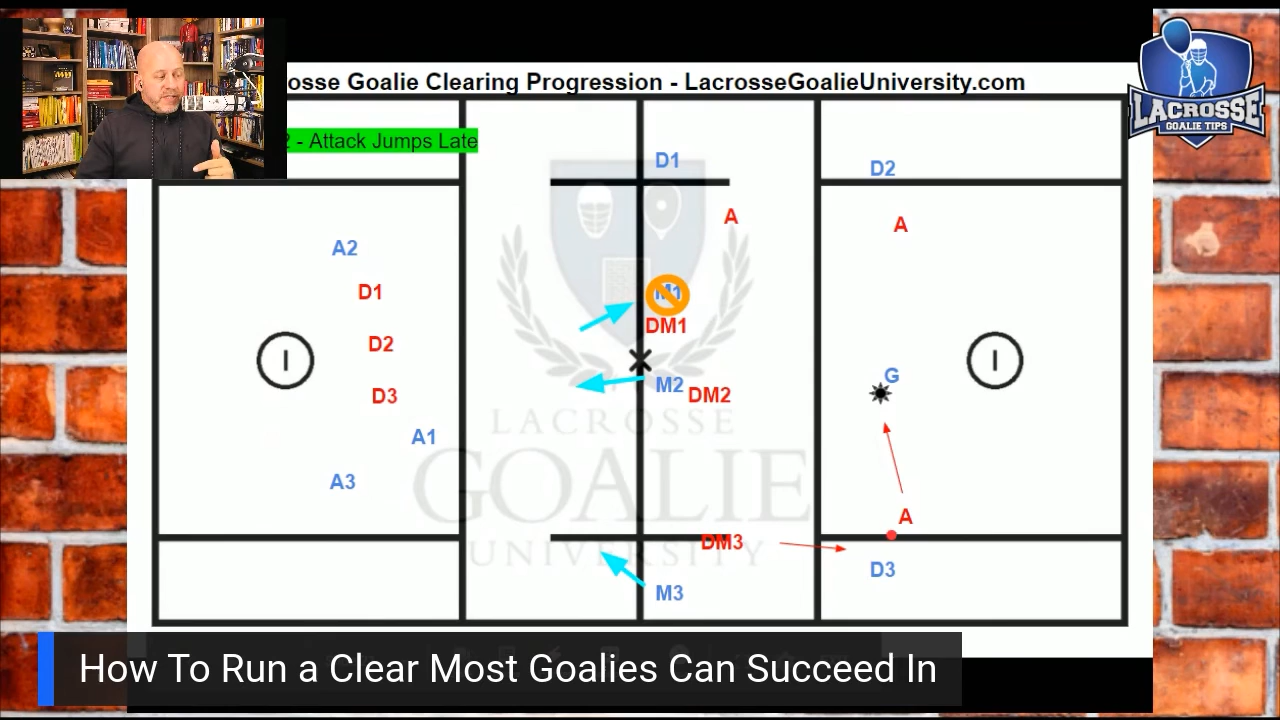 osse Goalie Clearing Progression - LacrosseGoalieUniversity.com
2 - Attack Jumps Late
LACROSSE
GOALIE TIPS
D1
D2
A
A
A2
D1
M1
DM1
D2
G
M2
DM2
D3
A1
A3
A
DM3
D3
M3
LACROSSE
GOALIE
UNIVERSITY
How To Run a Clear Most Goalies Can Succeed In